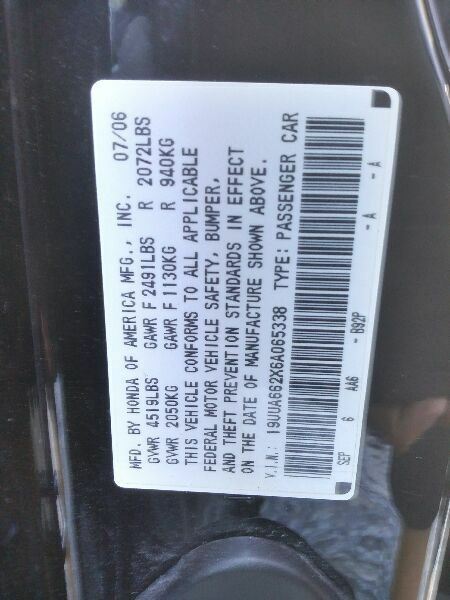 MFD. BY HONDA OF AMERICA MFG., INC. 07/06
GVWR 4519LBS GAWR F 2491LBS R 2072LBS
GVWR 2050KG GAWR F 1130KG R 940KG
THIS VEHICLE CONFORMS TO ALL APPLICABLE
FEDERAL MOTOR VEHICLE SAFETY, BUMPER,
AND THEFT PREVENTION STANDARDS IN EFFECT
ON THE DATE OF MANUFACTURE SHOWN ABOVE.
V.I.N.: 19UUA662X6A065338 TYPE: PASSENGER CAR
SEP 6 AA6 - B92P - A - A